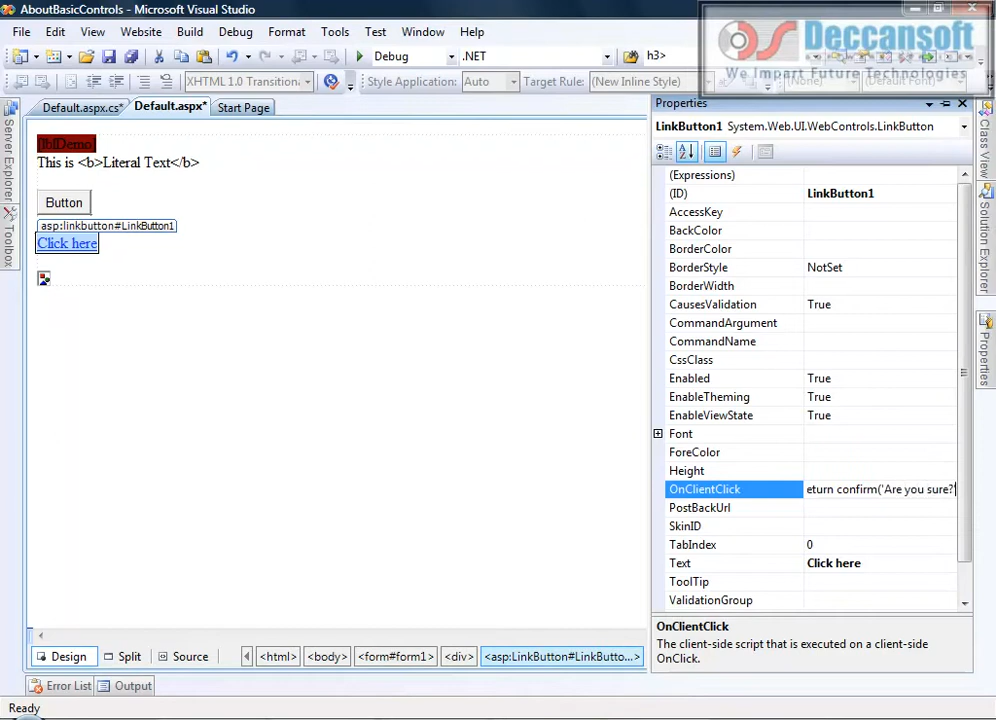 AboutBasicControls - Microsoft Visual Studio
File Edit View Website Build Debug Format Tools Test Window Help
Deccansoft
We Impart Future Technologies
Debug .NET h3>
XHTML 1.0 Transition. Style Application: Auto Target Rule: (New Inline Style) (None) (Default Font)
Default.aspx.cs* Default.aspx* Start Page
Properties
LinkButton1 System.Web.UI.WebControls.LinkButton
Server Explorer
Toolbox
Class View
Solution Explorer
Properties
[lblDemo]
This is <b>Literal Text</b>
Button
asp:linkbutton#LinkButton1
Click here
(Expressions)
(ID) LinkButton1
AccessKey
BackColor
BorderColor
BorderStyle NotSet
BorderWidth
CausesValidation True
CommandArgument
CommandName
CssClass
Enabled True
EnableTheming True
EnableViewState True
Font
ForeColor
Height
OnClientClick eturn confirm('Are you sure?'
PostBackUrl
SkinID
TabIndex 0
Text Click here
ToolTip
ValidationGroup
OnClientClick
The client-side script that is executed on a client-side
OnClick.
Design Split Source <html> <body> <form#form1> <div> <asp:LinkButton#LinkButto...>
Error List Output
Ready